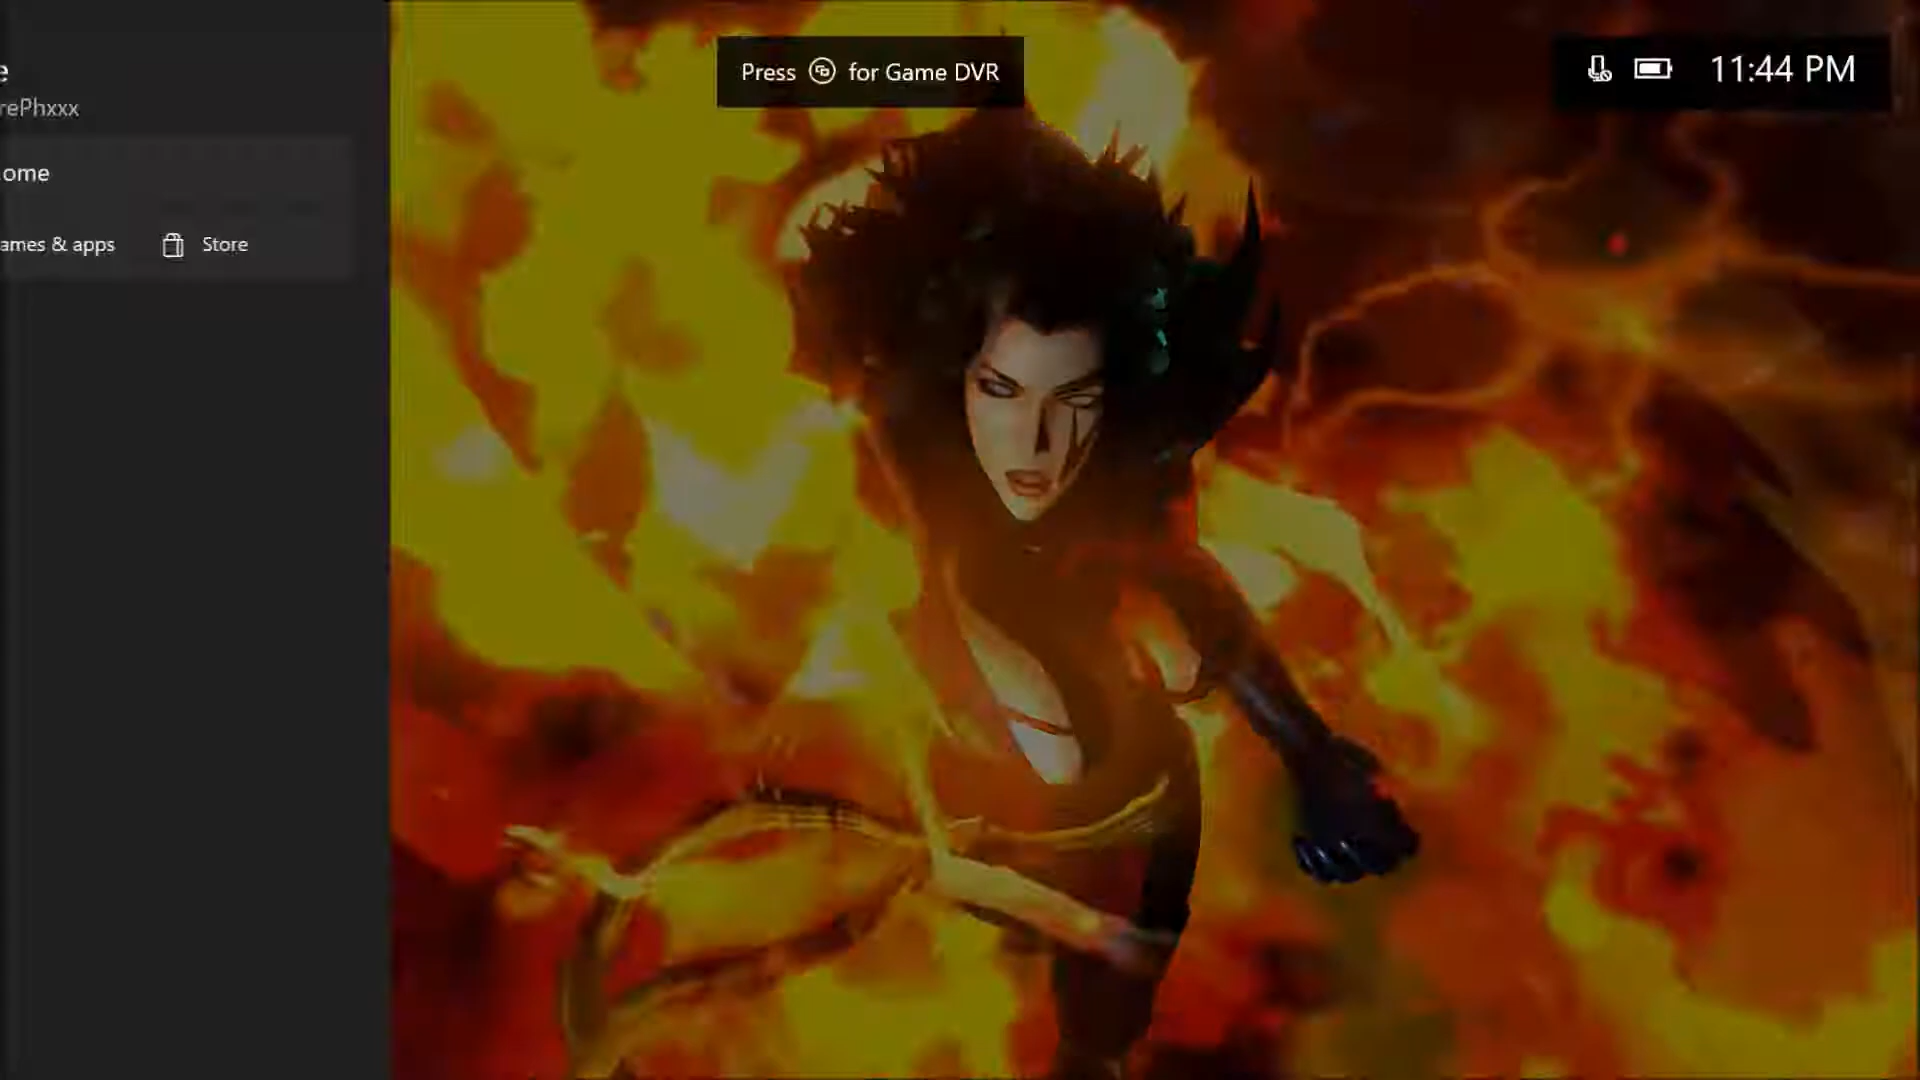 e
rePhxxx
ome
ames & apps
Store
Press for Game DVR
11:44 PM